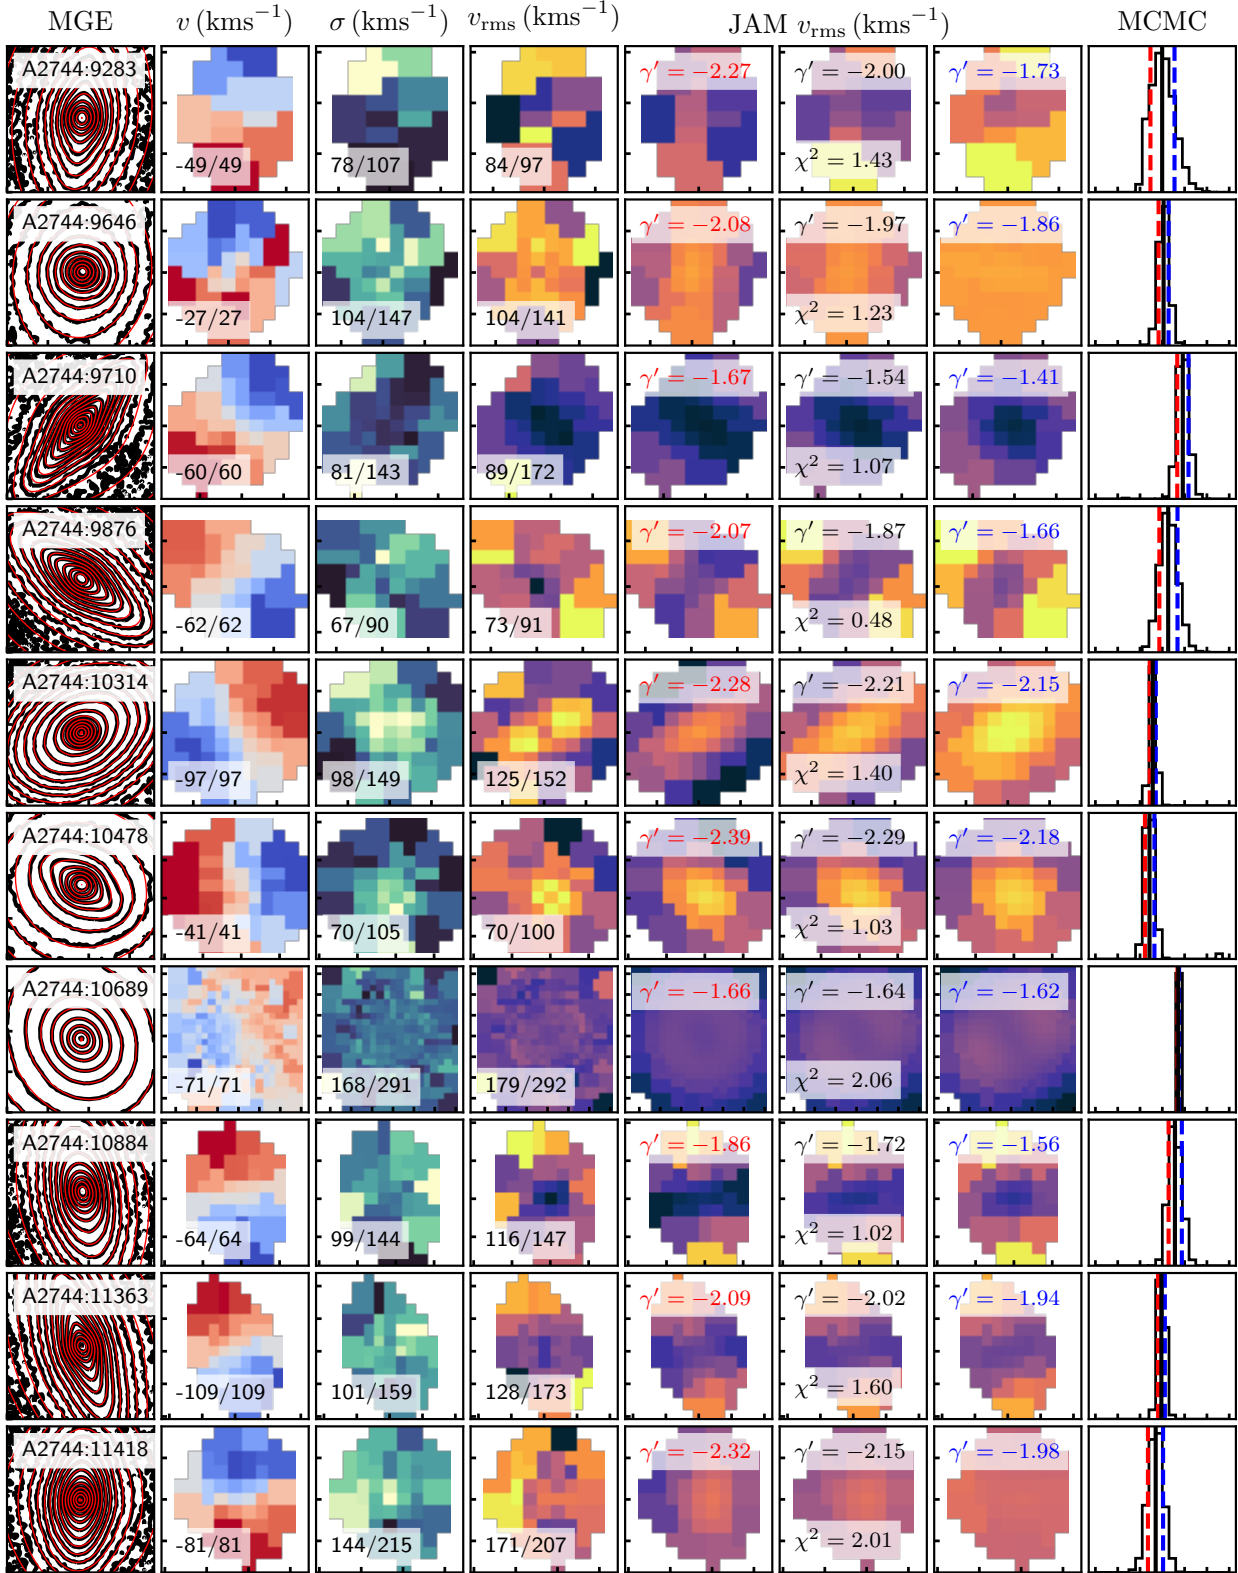 MGE v (kms⁻¹) σ (kms⁻¹) v_rms (kms⁻¹) JAM v_rms (kms⁻¹) MCMC
A2744:9283 γ′ = −2.27 γ′ = −2.00 γ′ = −1.73
-49/49 78/107 84/97 χ² = 1.43
A2744:9646 γ′ = −2.08 γ′ = −1.97 γ′ = −1.86
-27/27 104/147 104/141 χ² = 1.23
A2744:9710 γ′ = −1.67 γ′ = −1.54 γ′ = −1.41
-60/60 81/143 89/172 χ² = 1.07
A2744:9876 γ′ = −2.07 γ′ = −1.87 γ′ = −1.66
-62/62 67/90 73/91 χ² = 0.48
A2744:10314 γ′ = −2.28 γ′ = −2.21 γ′ = −2.15
-97/97 98/149 125/152 χ² = 1.40
A2744:10478 γ′ = −2.39 γ′ = −2.29 γ′ = −2.18
-41/41 70/105 70/100 χ² = 1.03
A2744:10689 γ′ = −1.66 γ′ = −1.64 γ′ = −1.62
-71/71 168/291 179/292 χ² = 2.06
A2744:10884 γ′ = −1.86 γ′ = −1.72 γ′ = −1.56
-64/64 99/144 116/147 χ² = 1.02
A2744:11363 γ′ = −2.09 γ′ = −2.02 γ′ = −1.94
-109/109 101/159 128/173 χ² = 1.60
A2744:11418 γ′ = −2.32 γ′ = −2.15 γ′ = −1.98
-81/81 144/215 171/207 χ² = 2.01